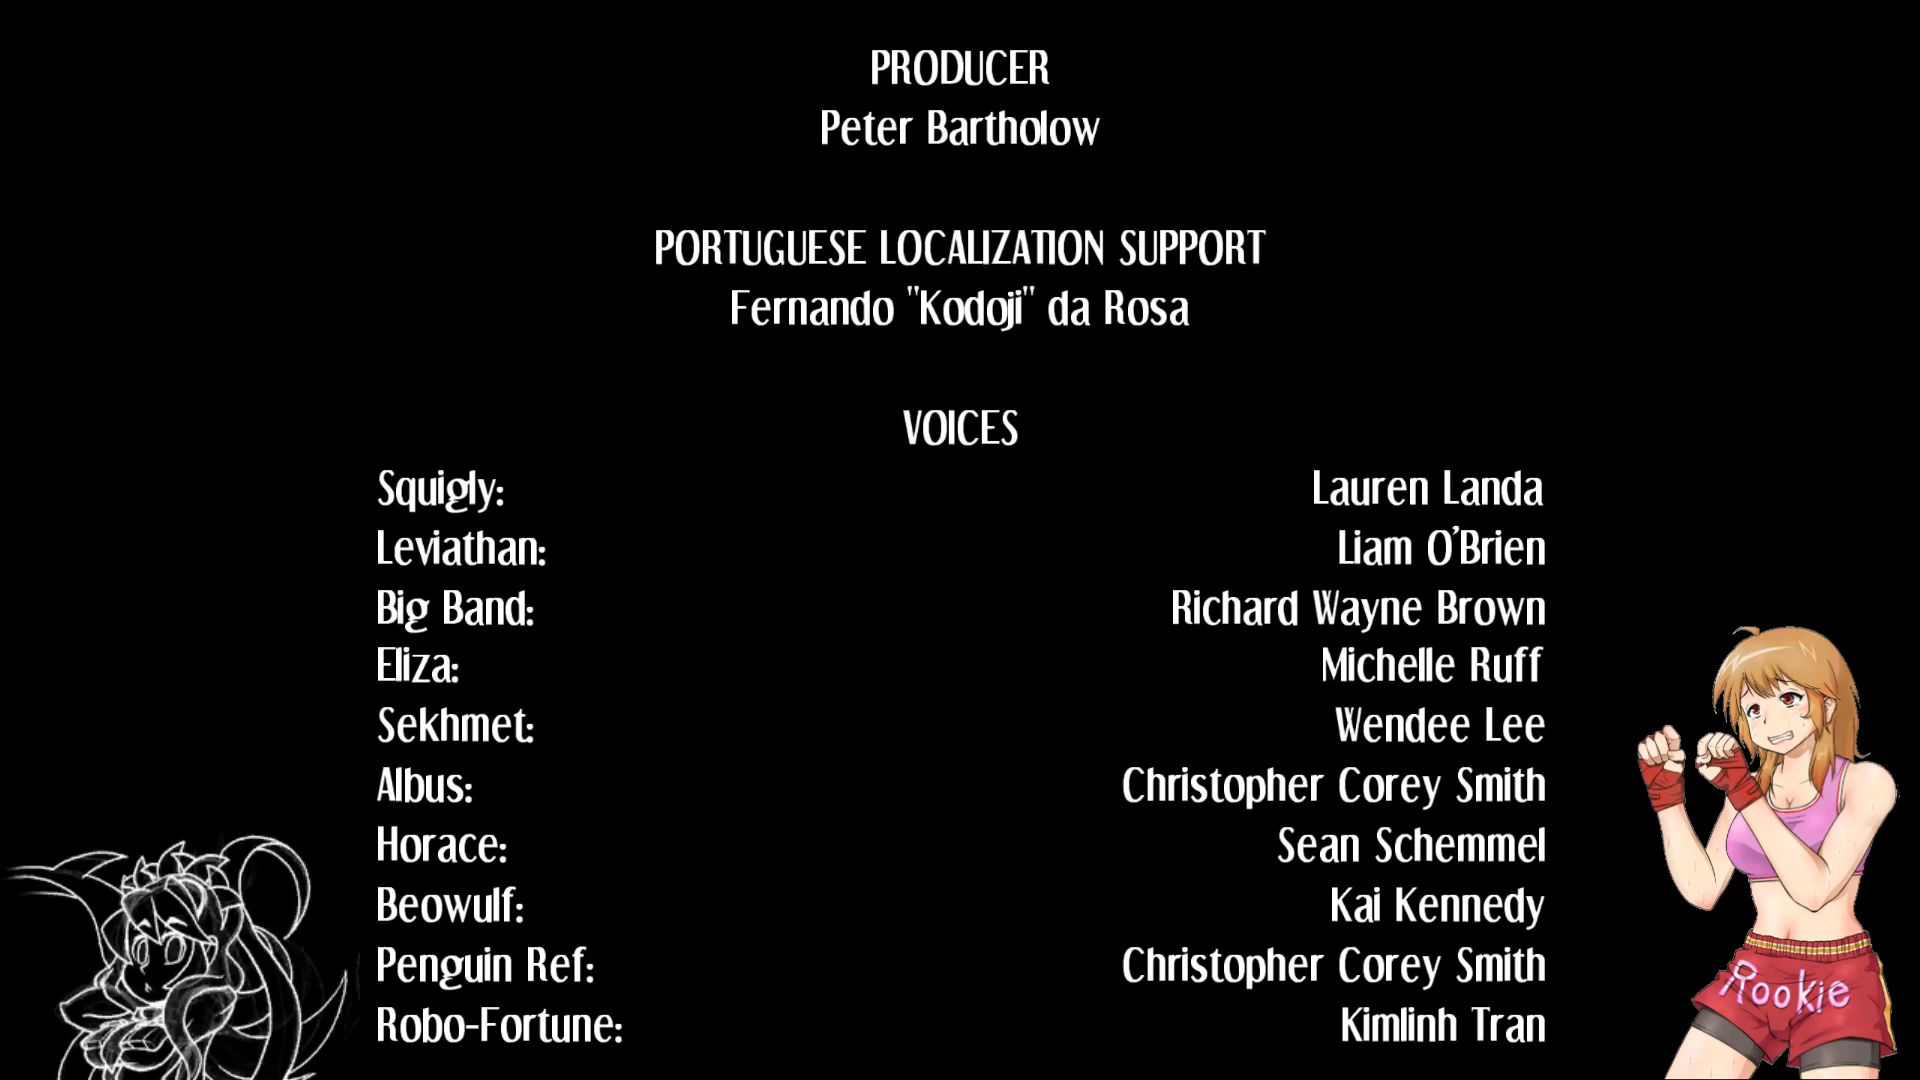 PRODUCER
Peter Bartholow
PORTUGUESE LOCALIZATION SUPPORT
Fernando "Kodoji" da Rosa
VOICES
Squigly: Lauren Landa
Leviathan: Liam O'Brien
Big Band: Richard Wayne Brown
Eliza: Michelle Ruff
Sekhmet: Wendee Lee
Albus: Christopher Corey Smith
Horace: Sean Schemmel
Beowulf: Kai Kennedy
Penguin Ref: Christopher Corey Smith
Robo-Fortune: Kimlinh Tran
Rookie